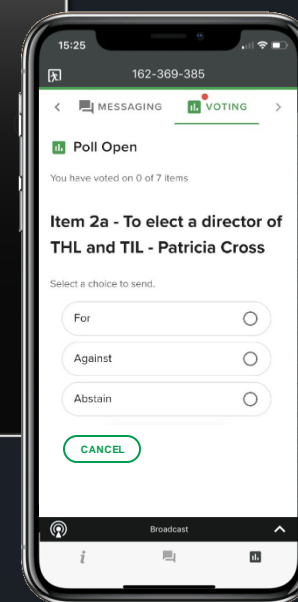 15:25
162-369-385
MESSAGING VOTING
Poll Open
You have voted on 0 of 7 items
Item 2a - To elect a director of
THL and TIL - Patricia Cross
Select a choice to send.
For
Against
Abstain
CANCEL
Broadcast
i